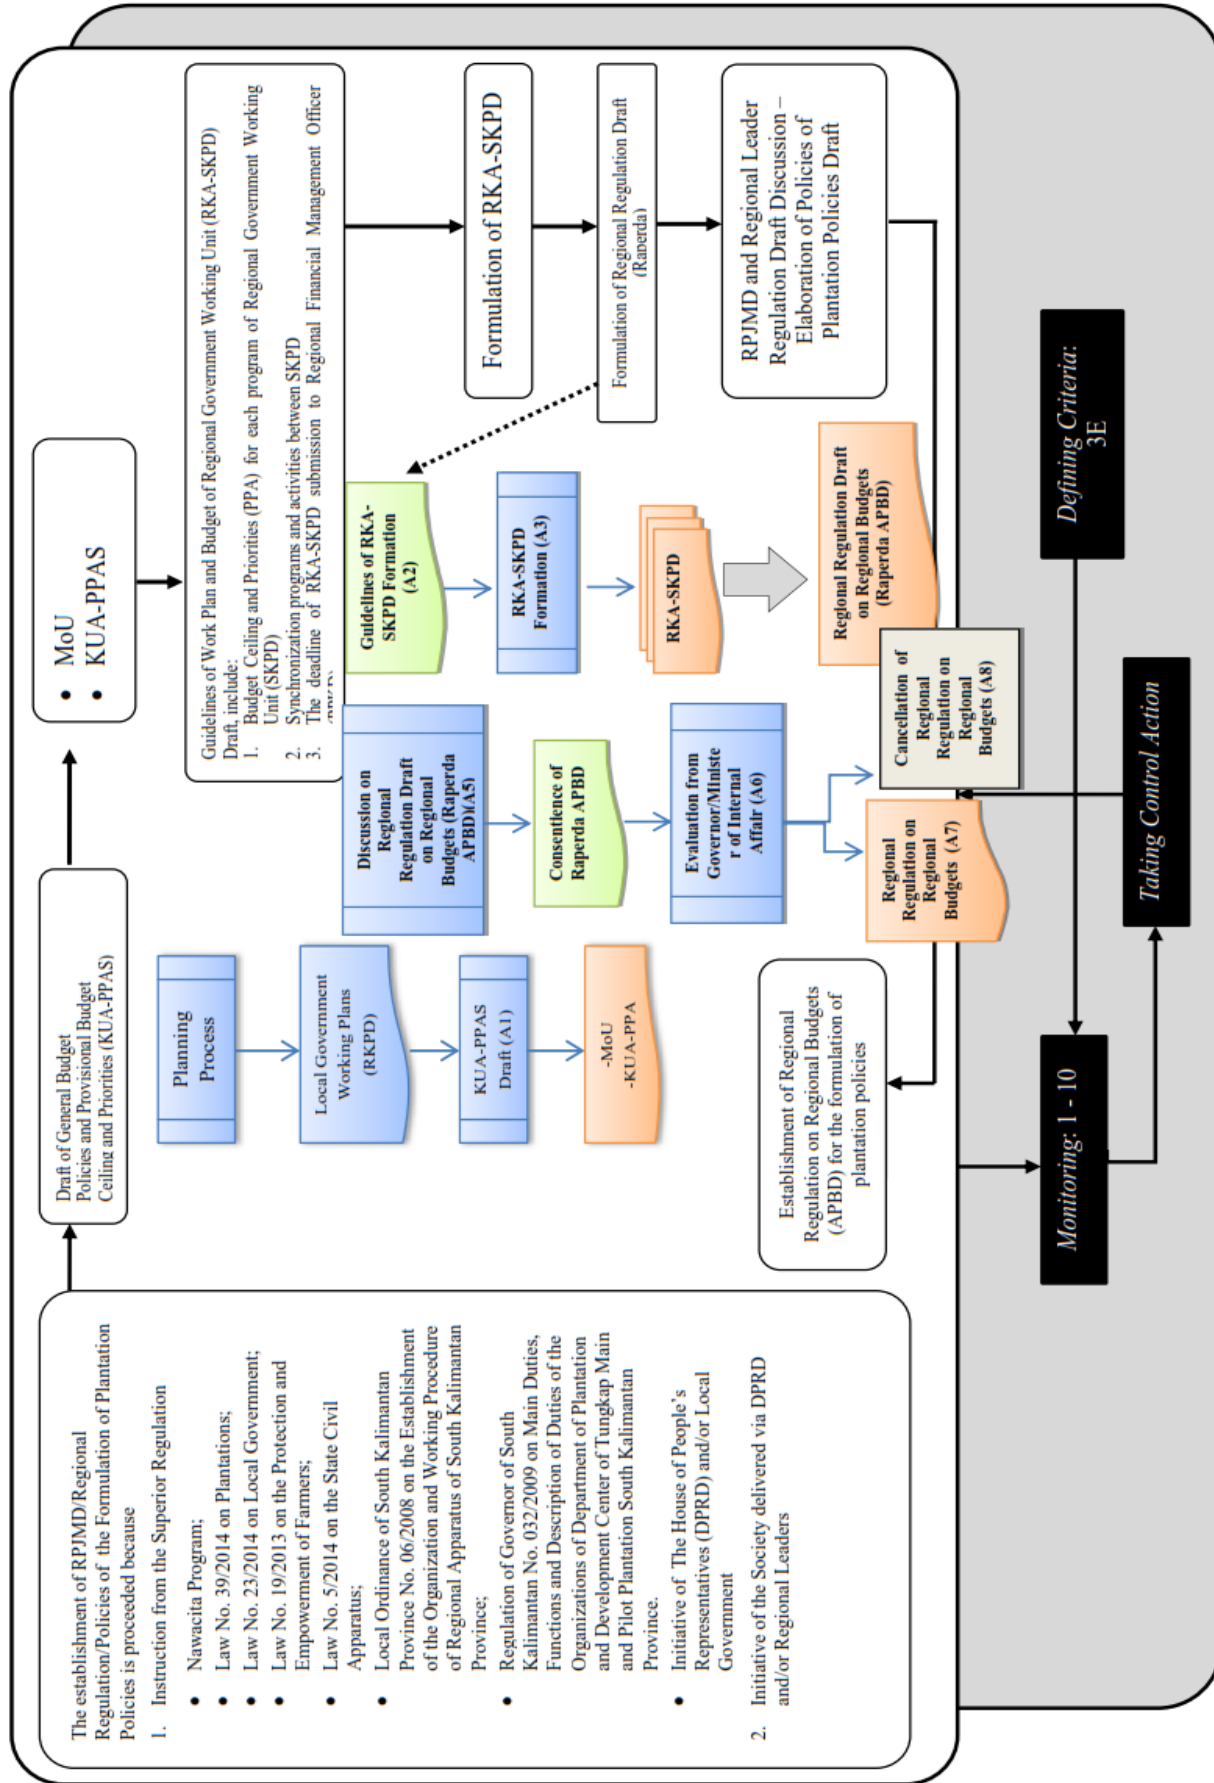 The establishment of RPJMD/Regional
Regulation/Policies of the Formulation of Plantation
Policies is proceeded because
1. Instruction from the Superior Regulation
• Nawacita Program;
• Law No. 39/2014 on Plantations;
• Law No. 23/2014 on Local Government;
• Law No. 19/2013 on the Protection and
Empowerment of Farmers;
• Law No. 5/2014 on the State Civil
Apparatus;
• Local Ordinance of South Kalimantan
Province No. 06/2008 on the Establishment
of the Organization and Working Procedure
of Regional Apparatus of South Kalimantan
Province;
• Regulation of Governor of South
Kalimantan No. 032/2009 on Main Duties,
Functions and Description of Duties of the
Organizations of Department of Plantation
and Development Center of Tungkap Main
and Pilot Plantation South Kalimantan
Province.
• Initiative of The House of People's
Representatives (DPRD) and/or Local
Government
2. Initiative of the Society delivered via DPRD
and/or Regional Leaders
Draft of General Budget
Policies and Provisional Budget
Ceiling and Priorities (KUA-PPAS)
• MoU
• KUA-PPAS
Guidelines of Work Plan and Budget of Regional Government Working Unit (RKA-SKPD)
Draft, include:
1. Budget Ceiling and Priorities (PPA) for each program of Regional Government Working
Unit (SKPD)
2. Synchronization programs and activities between SKPD
3. The deadline of RKA-SKPD submission to Regional Financial Management Officer
Formulation of RKA-SKPD
Formulation of Regional Regulation Draft
(Raperda)
RPJMD and Regional Leader
Regulation Draft Discussion –
Elaboration of Policies of
Plantation Policies Draft
Planning
Process
Local Government
Working Plans
(RKPD)
KUA-PPAS
Draft (A1)
-MoU
-KUA-PPA
Discussion on
Regional
Regulation Draft
on Regional
Budgets (Raperda
APBD)(A5)
Consentience of
Raperda APBD
Evaluation from
Governor/Ministe
r of Internal
Affair (A6)
Regional
Regulation on
Regional
Budgets (A7)
Cancellation of
Regional
Regulation on
Regional
Budgets (A8)
Guidelines of RKA-
SKPD Formation
(A2)
RKA-SKPD
Formation (A3)
RKA-SKPD
Regional Regulation Draft
on Regional Budgets
(Raperda APBD)
Establishment of Regional
Regulation on Regional Budgets
(APBD) for the formulation of
plantation policies
Monitoring: 1 - 10
Taking Control Action
Defining Criteria:
3E